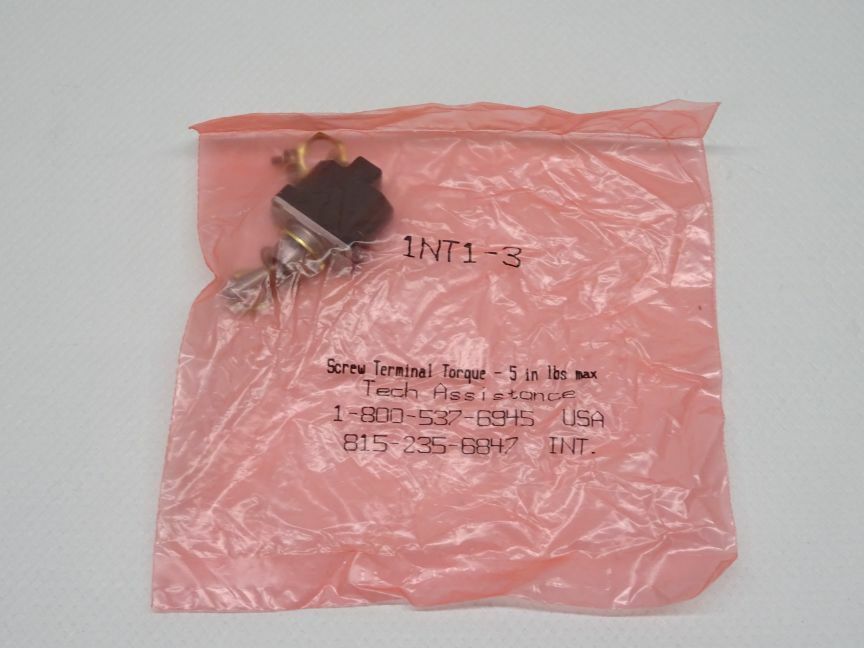 1NT1-3
Screw Terminal Torque - 5 in lbs max
Tech Assistance
1-800-537-6945 USA
815-235-6847 INT.